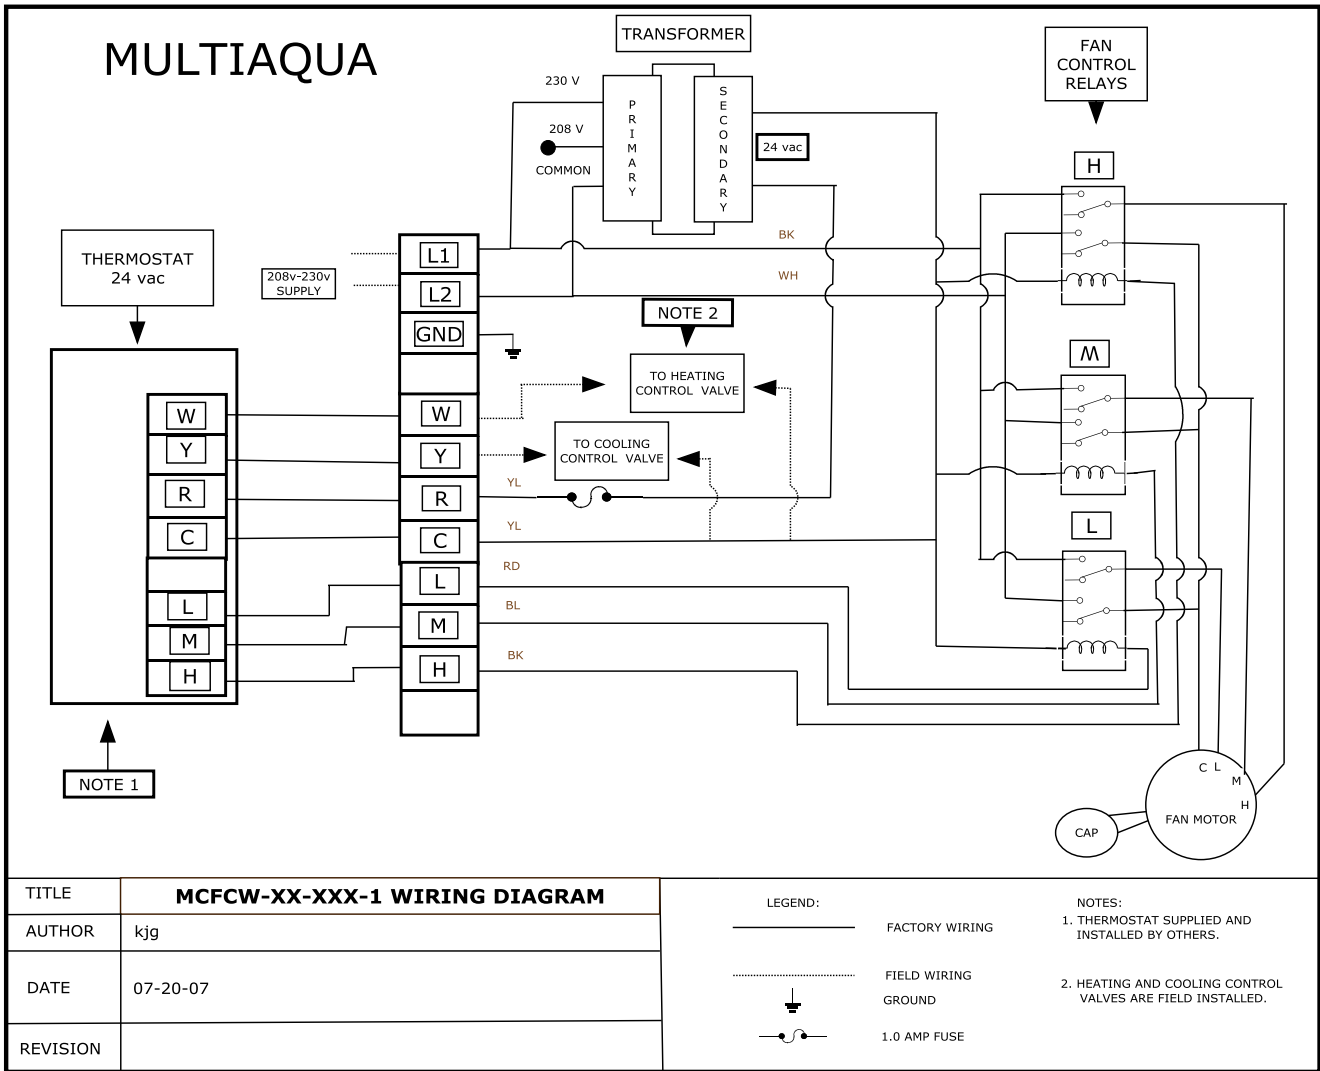 MULTIAQUA
TRANSFORMER
230 V
208 V
COMMON
PRIMARY
SECONDARY
24 vac
FAN
CONTROL
RELAYS
H
M
L
THERMOSTAT
24 vac
208v-230v
SUPPLY
L1
L2
GND
W
Y
R
C
L
M
H
W
Y
R
C
L
M
H
BK
WH
NOTE 2
TO HEATING
CONTROL VALVE
TO COOLING
CONTROL VALVE
YL
YL
RD
BL
BK
NOTE 1
C L
M
H
FAN MOTOR
CAP
TITLE
MCFCW-XX-XXX-1 WIRING DIAGRAM
AUTHOR
kjg
DATE
07-20-07
REVISION
LEGEND:
FACTORY WIRING
FIELD WIRING
GROUND
1.0 AMP FUSE
NOTES:
1. THERMOSTAT SUPPLIED AND
INSTALLED BY OTHERS.
2. HEATING AND COOLING CONTROL
VALVES ARE FIELD INSTALLED.